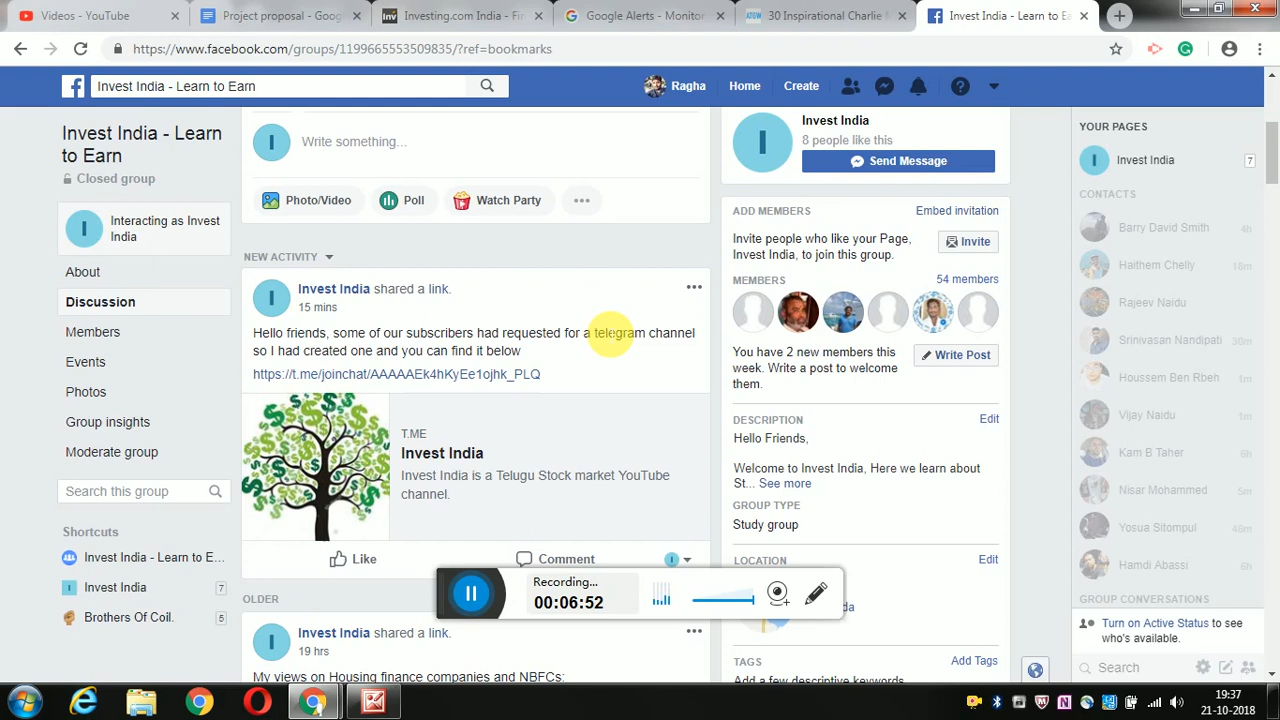 Videos - YouTube
Project proposal - Goog
Investing.com India - Fin
Google Alerts - Monitor
30 Inspirational Charlie M
Invest India - Learn to Ea
https://www.facebook.com/groups/1199665553509835/?ref=bookmarks
Invest India - Learn to Earn
Ragha
Home
Create
Invest India - Learn
to Earn
Closed group
Interacting as Invest
India
About
Discussion
Members
Events
Photos
Group insights
Moderate group
Search this group
Shortcuts
Invest India - Learn to E...
Invest India
7
Brothers Of Coil.
5
I
Write something...
Photo/Video
Poll
Watch Party
NEW ACTIVITY
Invest India shared a link.
15 mins
Hello friends, some of our subscribers had requested for a telegram channel
so I had created one and you can find it below
https://t.me/joinchat/AAAAAEk4hKyEe1ojhk_PLQ
T.ME
Invest India
Invest India is a Telugu Stock market YouTube
channel.
Like
Comment
Recording...
00:06:52
OLDER
Invest India shared a link.
19 hrs
My views on Housing finance companies and NBFCs:
I
Invest India
8 people like this
Send Message
ADD MEMBERS
Embed invitation
Invite people who like your Page,
Invest India, to join this group.
Invite
MEMBERS
54 members
You have 2 new members this
week. Write a post to welcome
them.
Write Post
DESCRIPTION
Edit
Hello Friends,
Welcome to Invest India, Here we learn about
St... See more
GROUP TYPE
Study group
LOCATION
Edit
TAGS
Add Tags
Add a few descriptive keywords.
YOUR PAGES
Invest India
7
CONTACTS
Barry David Smith
4h
Haithem Chelly
18m
Rajeev Naidu
Srinivasan Nandipati
30m
Houssem Ben Rbeh
Vijay Naidu
1m
Kam B Taher
6h
Nisar Mohammed
5m
Yosua Sitompul
46m
Hamdi Abassi
6h
GROUP CONVERSATIONS
Turn on Active Status to see
who's available.
Search
19:37
21-10-2018